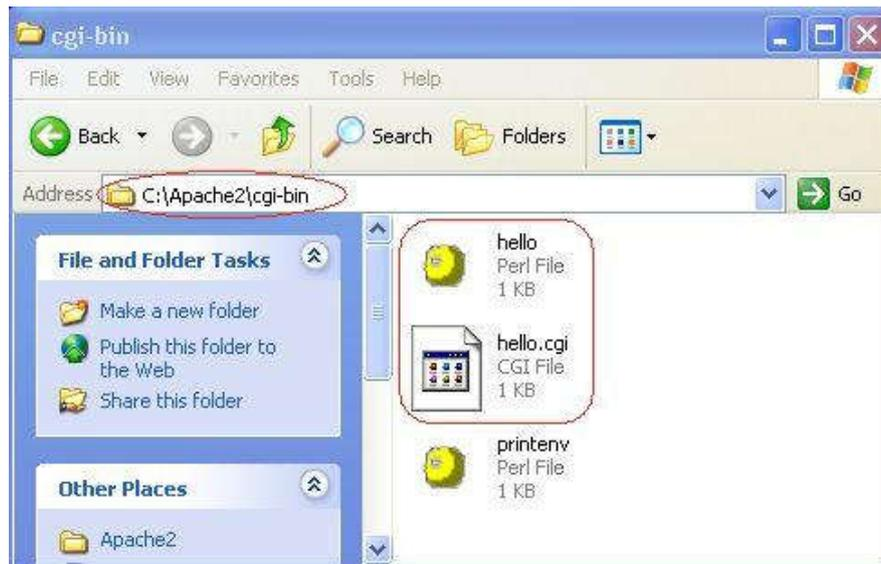 cgi-bin
File Edit View Favorites Tools Help
Back Search Folders
Address C:\Apache2\cgi-bin Go
File and Folder Tasks
Make a new folder
Publish this folder to
the Web
Share this folder
Other Places
Apache2
hello
Perl File
1 KB
hello.cgi
CGI File
1 KB
printenv
Perl File
1 KB